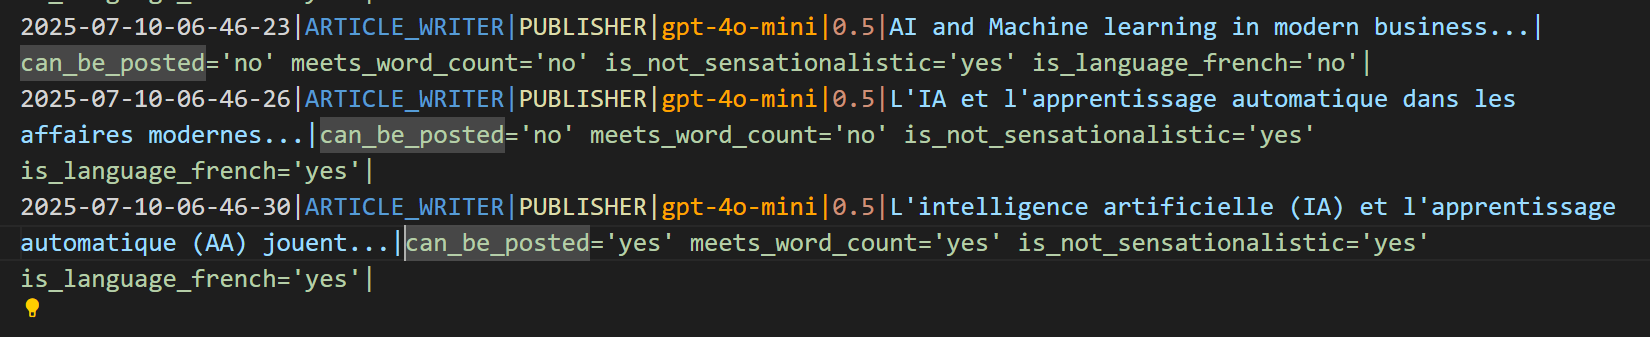 2025-07-10-06-46-23|ARTICLE_WRITER|PUBLISHER|gpt-4o-mini|0.5|AI and Machine learning in modern business...|
can_be_posted='no' meets_word_count='no' is_not_sensationalistic='yes' is_language_french='no'|
2025-07-10-06-46-26|ARTICLE_WRITER|PUBLISHER|gpt-4o-mini|0.5|L'IA et l'apprentissage automatique dans les
affaires modernes...|can_be_posted='no' meets_word_count='no' is_not_sensationalistic='yes'
is_language_french='yes'|
2025-07-10-06-46-30|ARTICLE_WRITER|PUBLISHER|gpt-4o-mini|0.5|L'intelligence artificielle (IA) et l'apprentissage
automatique (AA) jouent...|can_be_posted='yes' meets_word_count='yes' is_not_sensationalistic='yes'
is_language_french='yes'|